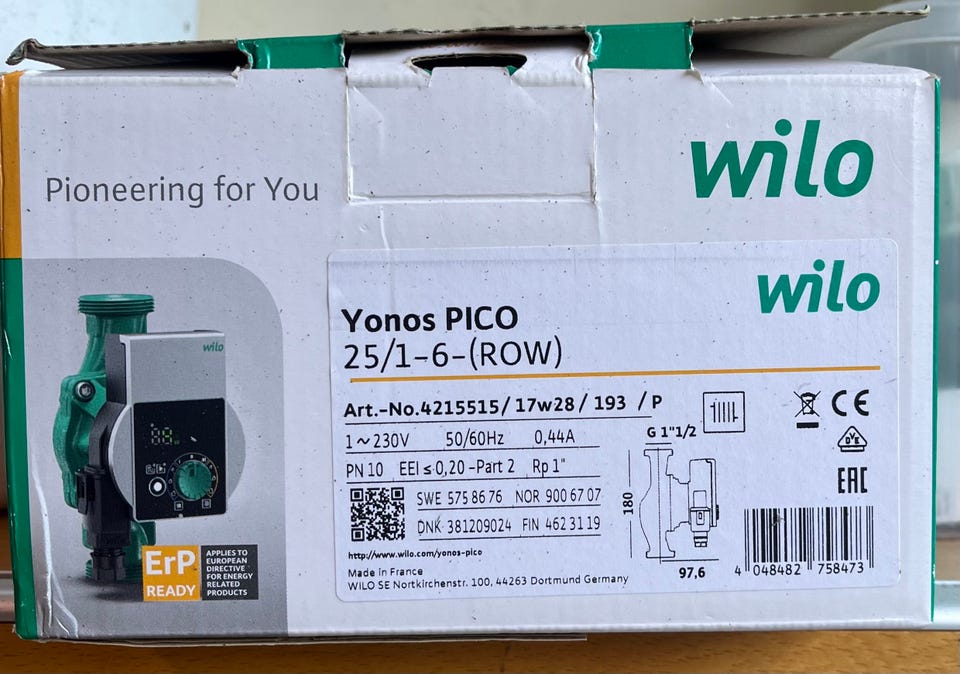 wilo
Pioneering for You
wilo
Yonos PICO
25/1-6-(ROW)
Art.-No.4215515/ 17w28 / 193 / P
1~230V 50/60Hz 0,44A
PN 10 EEI ≤ 0,20 -Part 2 Rp 1"
SWE 575 86 76 NOR 900 67 07
DNK 381209024 FIN 462 31 19
http://www.wilo.com/yonos-pico
Made in France
WILO SE Nortkirchenstr. 100, 44263 Dortmund Germany
G 1"1/2
180
97,6
CE
DVE
EAC
4 048482 758473
wilo
ErP
READY
APPLIES TO
EUROPEAN
DIRECTIVE
FOR ENERGY
RELATED
PRODUCTS